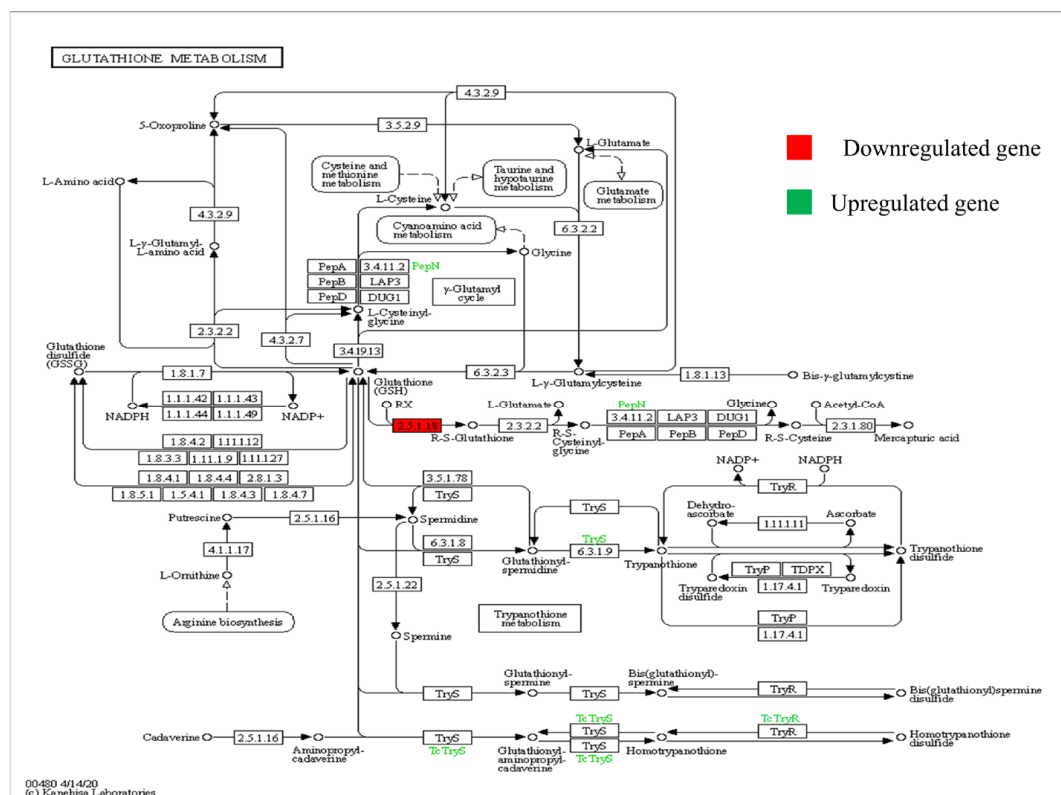 GLUTATHIONE METABOLISM
4.3.2.9
5-Oxoproline
3.5.2.9
L-Glutamate
Downregulated gene
Upregulated gene
Cysteine and
methionine
metabolism
Taurine and
hypotaurine
metabolism
Glutamate
metabolism
L-Amino acid
L-Cysteine
4.3.2.9
Cyanoamino acid
metabolism
6.3.2.2
L-γ-Glutamyl-
L-amino acid
Glycine
PepA
3.4.11.2
PepN
PepB
LAP3
PepD
DUG1
γ-Glutamyl
cycle
L-Cysteinyl-
glycine
2.3.2.2
4.3.2.7
3.4.19.13
Glutathione
disulfide
(GSSG)
1.8.1.7
Glutathione
(GSH)
6.3.2.3
L-γ-Glutamylcysteine
1.8.1.13
Bis-γ-glutamylcystine
NADPH
1.1.1.42
1.1.1.43
1.1.1.44
1.1.1.49
NADP+
RX
2.5.1.18
R-S-Glutathione
L-Glutamate
2.3.2.2
R-S-
Cysteinyl-
glycine
PepN
3.4.11.2
LAP3
DUG1
PepA
PepB
PepD
Glycine
R-S-Cysteine
Acetyl-CoA
2.3.1.80
Mercapturic acid
1.8.4.2
1.11.1.12
1.8.3.3
1.11.1.9
1.11.1.27
1.8.4.1
1.8.4.4
2.8.1.3
1.8.5.1
1.5.4.1
1.8.4.3
1.8.4.7
3.5.1.78
TryS
NADP+
NADPH
TryR
Putrescine
2.5.1.16
Spermidine
TryS
Dehydro-
ascorbate
Ascorbate
1.11.1.11
4.1.1.17
6.3.1.8
TryS
Glutathionyl-
spermidine
TryS
6.3.1.9
Trypanothione
Trypanothione
disulfide
L-Ornithine
2.5.1.22
TryP
TDPX
1.17.4.1
Tryparedoxin
disulfide
Tryparedoxin
Arginine biosynthesis
Trypanothione
metabolism
TryP
1.17.4.1
Spermine
Glutathionyl-
spermine
Bis(glutathionyl)-
spermine
TryS
TryS
TryR
Bis(glutathionyl)spermine
disulfide
Cadaverine
2.5.1.16
Aminopropyl-
cadaverine
TryS
TcTryS
Glutathionyl-
aminopropyl-
cadaverine
TcTryS
TryS
TryS
TcTryS
Homotrypanothione
TcTryR
TryR
Homotrypanothione
disulfide
00480 4/14/20
(c) Kanehisa Laboratories